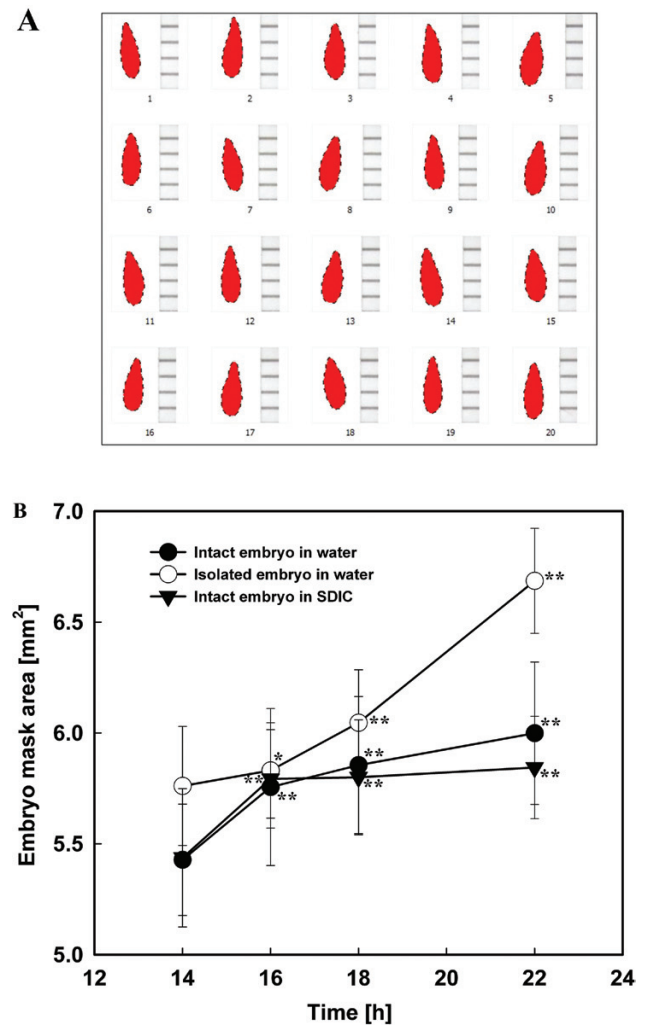 A
1 2 3 4 5
6 7 8 9 10
11 12 13 14 15
16 17 18 19 20
B
7.0
6.5
6.0
5.5
5.0
Embryo mask area [mm²]
Intact embryo in water
Isolated embryo in water
Intact embryo in SDIC
**
*
**
**
**
**
**
**
**
**
12 14 16 18 20 22 24
Time [h]